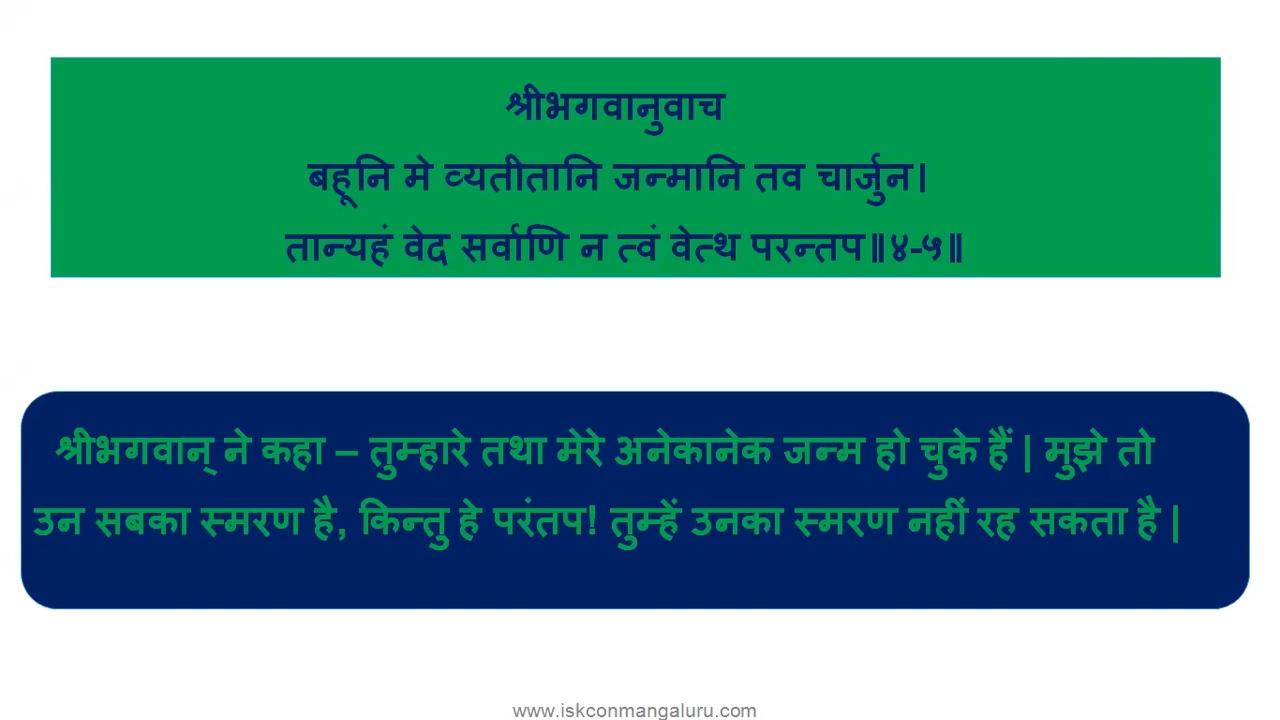 श्रीभगवानुवाच
बहूनि मे व्यतीतानि जन्मानि तव चार्जुन।
तान्यहं वेद सर्वाणि न त्वं वेत्थ परन्तप॥४-५॥
श्रीभगवान् ने कहा – तुम्हारे तथा मेरे अनेकानेक जन्म हो चुके हैं | मुझे तो
उन सबका स्मरण है, किन्तु हे परंतप! तुम्हें उनका स्मरण नहीं रह सकता है |
www.iskconmangaluru.com